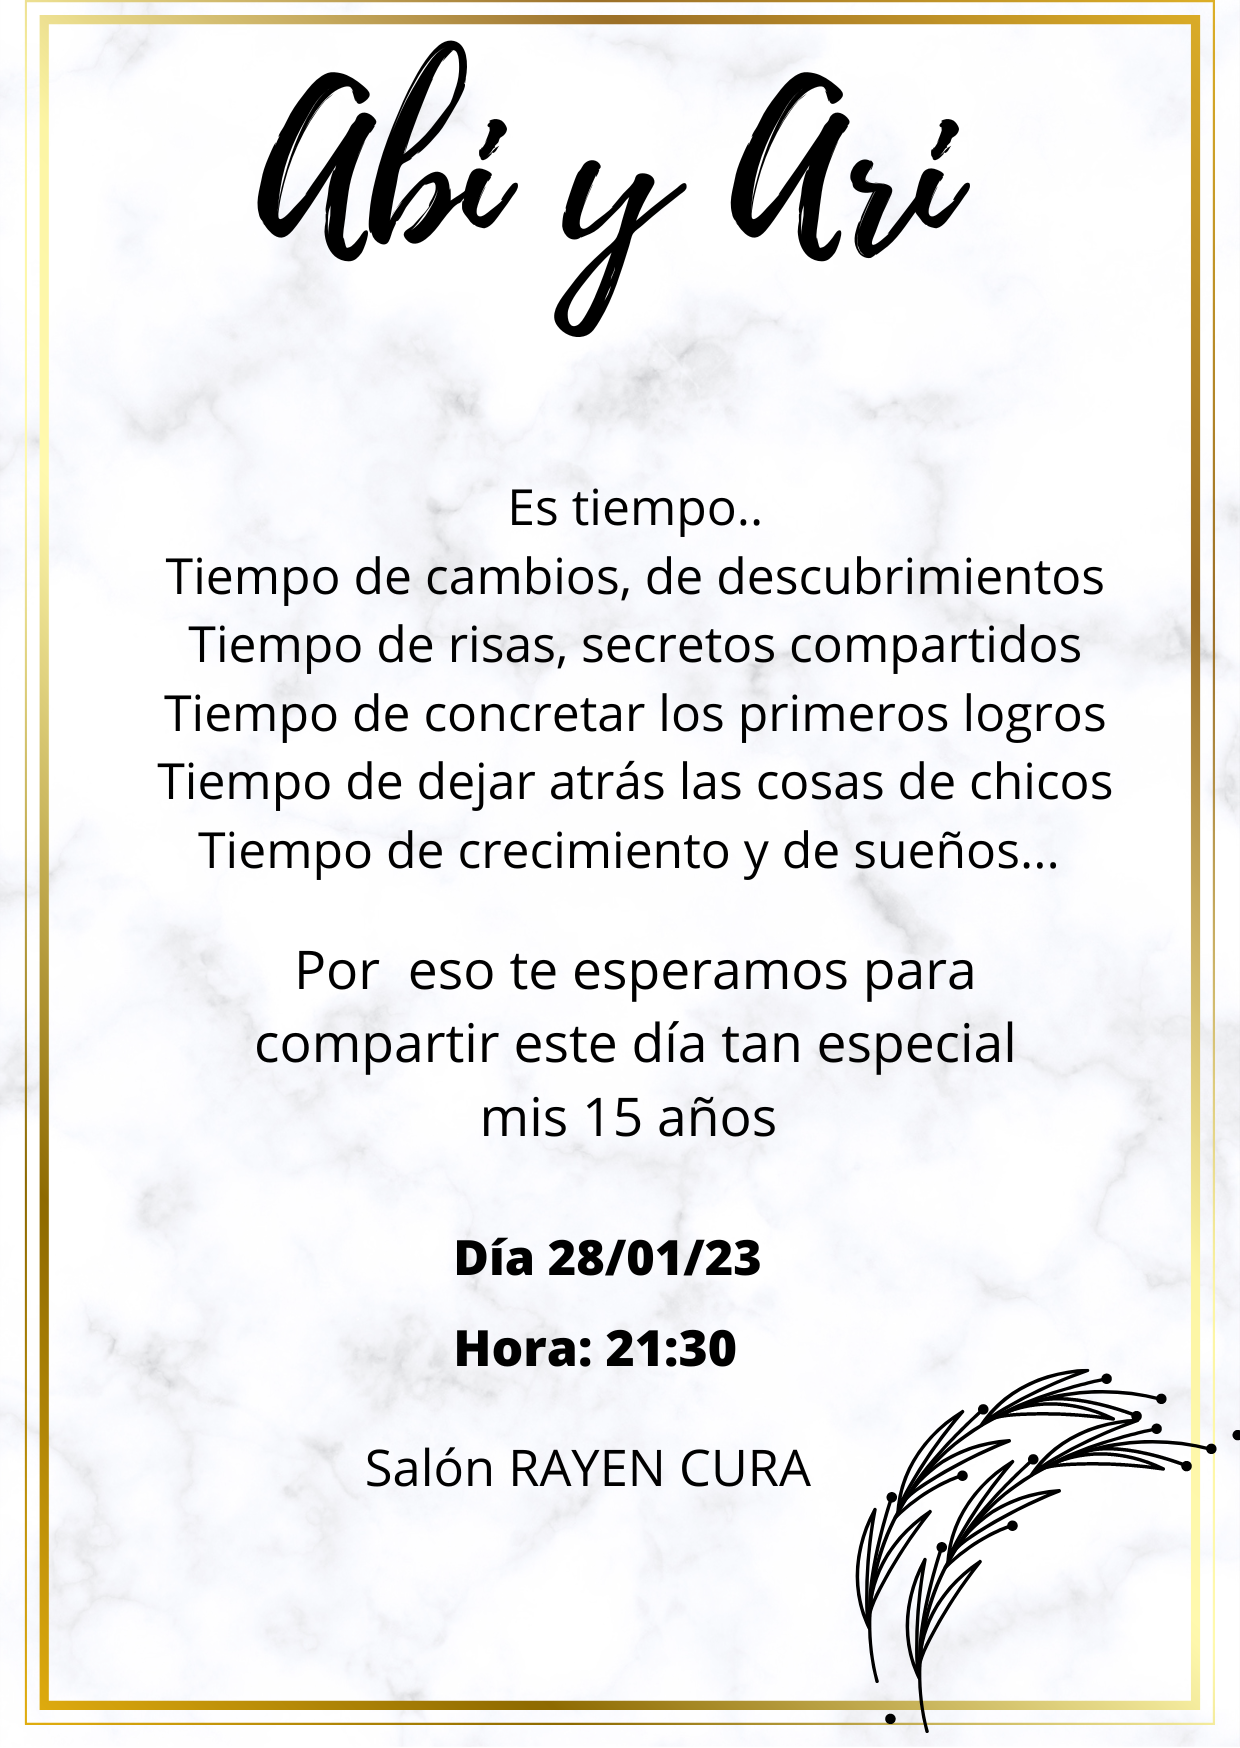 Abi y Ari
Es tiempo..
Tiempo de cambios, de descubrimientos
Tiempo de risas, secretos compartidos
Tiempo de concretar los primeros logros
Tiempo de dejar atrás las cosas de chicos
Tiempo de crecimiento y de sueños...
Por  eso te esperamos para
compartir este día tan especial
mis 15 años
Día 28/01/23
Hora: 21:30
Salón RAYEN CURA